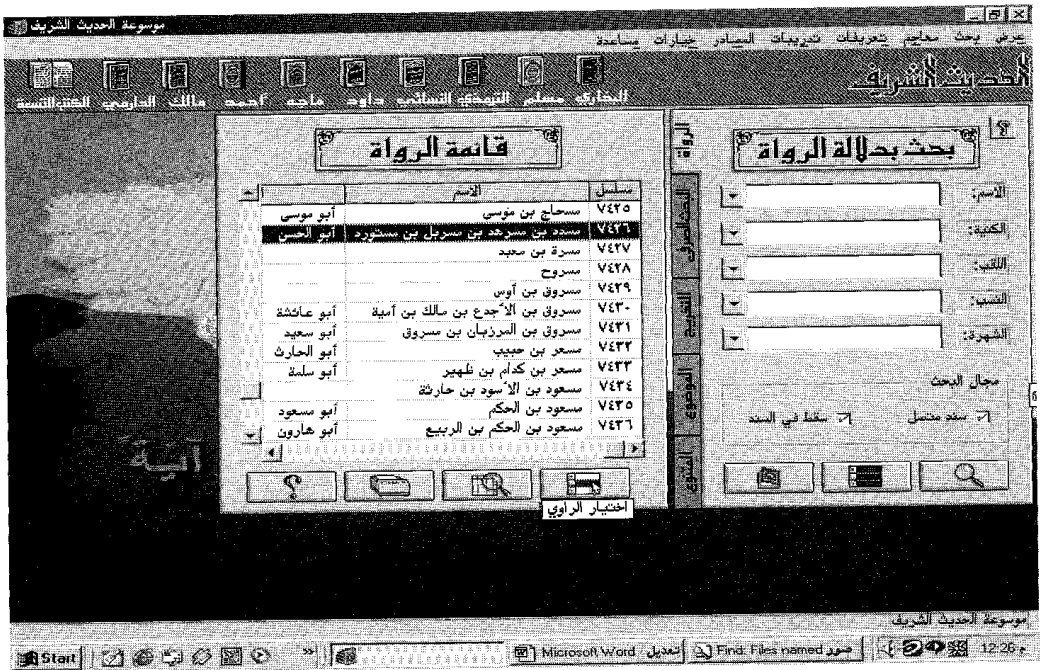 موسوعة الحديث الشريف
عرض بحث معاجم تعريفات تدريبات المصادر خيارات مساعدة
الحديث الشريف
البخاري مسلم الترمذي النسائي داود ماجه أحمد مالك الدارمي الكتب التسعة
بحث بدلالة الرواة
الاسم:
الكنية:
اللقب:
النسب:
الشهرة:
مجال البحث
سند متصل سقط في السند
الرواة
التخريج
الموضوع
المتنوع
قائمة الرواة
مسلسل الاسم
٧٤٢٥ مسحاج بن موسى أبو موسى
٧٤٢٦ مسدد بن مسرهد بن مسربل بن مستورد أبو الحسن
٧٤٢٧ مسرة بن معبد
٧٤٢٨ مسروح
٧٤٢٩ مسروق بن أوس
٧٤٣٠ مسروق بن الأجدع بن مالك بن أمية أبو عائشة
٧٤٣١ مسروق بن المرزبان بن مسروق أبو سعيد
٧٤٣٢ مسعر بن حبيب أبو الحارث
٧٤٣٣ مسعر بن كدام بن ظهير أبو سلمة
٧٤٣٤ مسعود بن الأسود بن حارثة
٧٤٣٥ مسعود بن الحكم أبو مسعود
٧٤٣٦ مسعود بن الحكم بن الربيع أبو هارون
اختيار الراوي
موسوعة الحديث الشريف
Start
تعديل Microsoft Word
صور Find: Files named
12:26 م